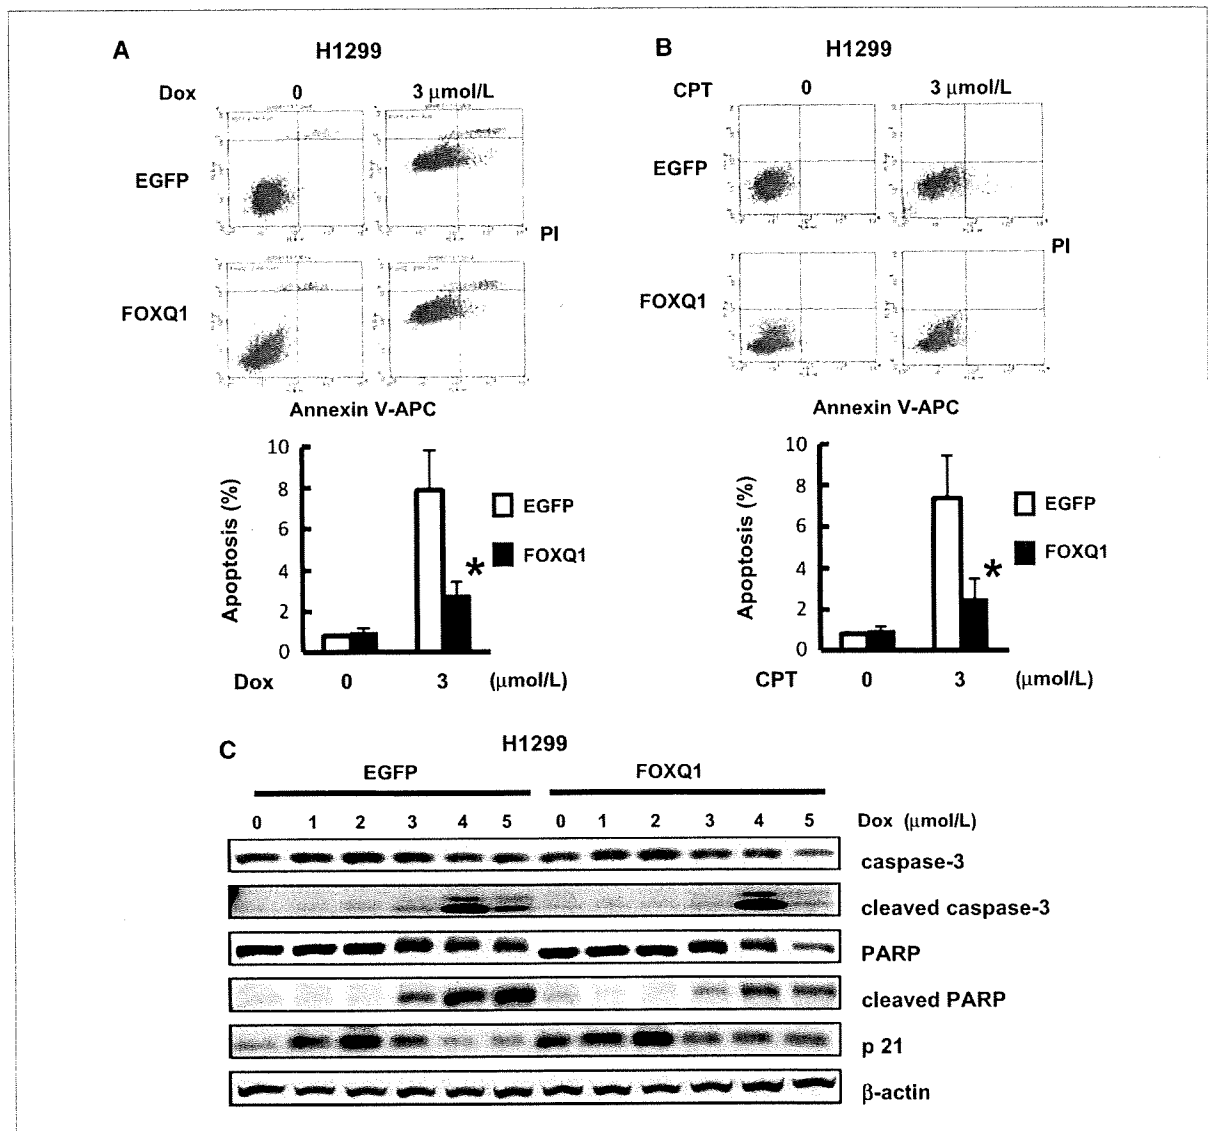 A
H1299
Dox 0 3 μmol/L
EGFP
PI
FOXQ1
Annexin V-APC
10
8
6
4
2
0
Apoptosis (%)
EGFP
FOXQ1
*
Dox 0 3 (μmol/L)
B
H1299
CPT 0 3 μmol/L
EGFP
PI
FOXQ1
Annexin V-APC
10
8
6
4
2
0
Apoptosis (%)
EGFP
FOXQ1
*
CPT 0 3 (μmol/L)
C
H1299
EGFP FOXQ1
0 1 2 3 4 5 0 1 2 3 4 5 Dox (μmol/L)
caspase-3
cleaved caspase-3
PARP
cleaved PARP
p 21
β-actin